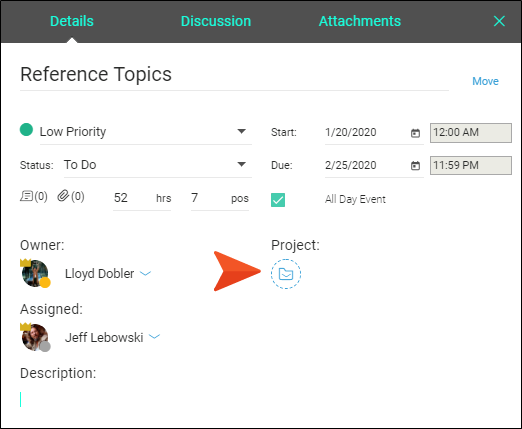 Details Discussion Attachments
Reference Topics Move
Low Priority Start: 1/20/2020 12:00 AM
Status: To Do Due: 2/25/2020 11:59 PM
(0) (0) 52 hrs 7 pos All Day Event
Owner: Project:
Lloyd Dobler
Assigned:
Jeff Lebowski
Description: